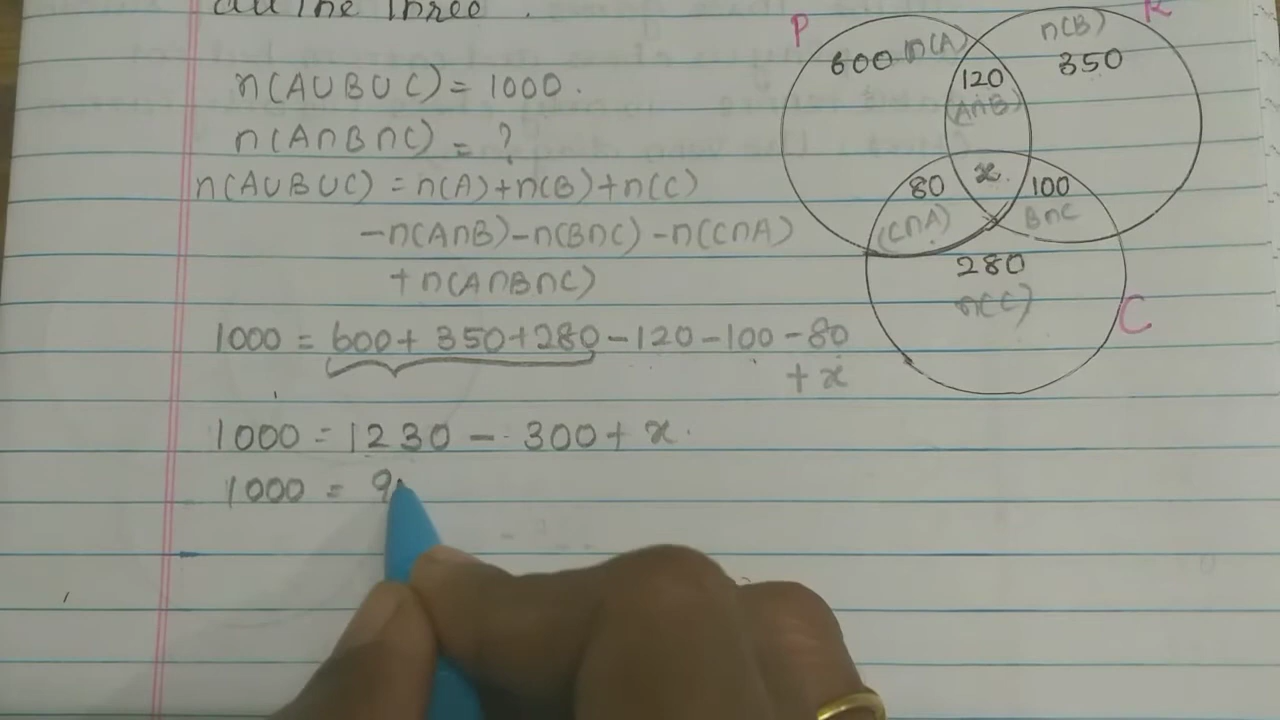 all the three.
n(A∪B∪C) = 1000.
n(A∩B∩C) = ?
n(A∪B∪C) = n(A)+n(B)+n(C)
-n(A∩B)-n(B∩C)-n(C∩A)
+n(A∩B∩C)
1000 = 600+350+280-120-100-80
+x
1000 = 1230 - 300+ x.
1000 = 9
P
R
600 n(A)
n(B)
350
120
(A∩B)
80
x
100
(C∩A)
B∩C
280
n(C)
C